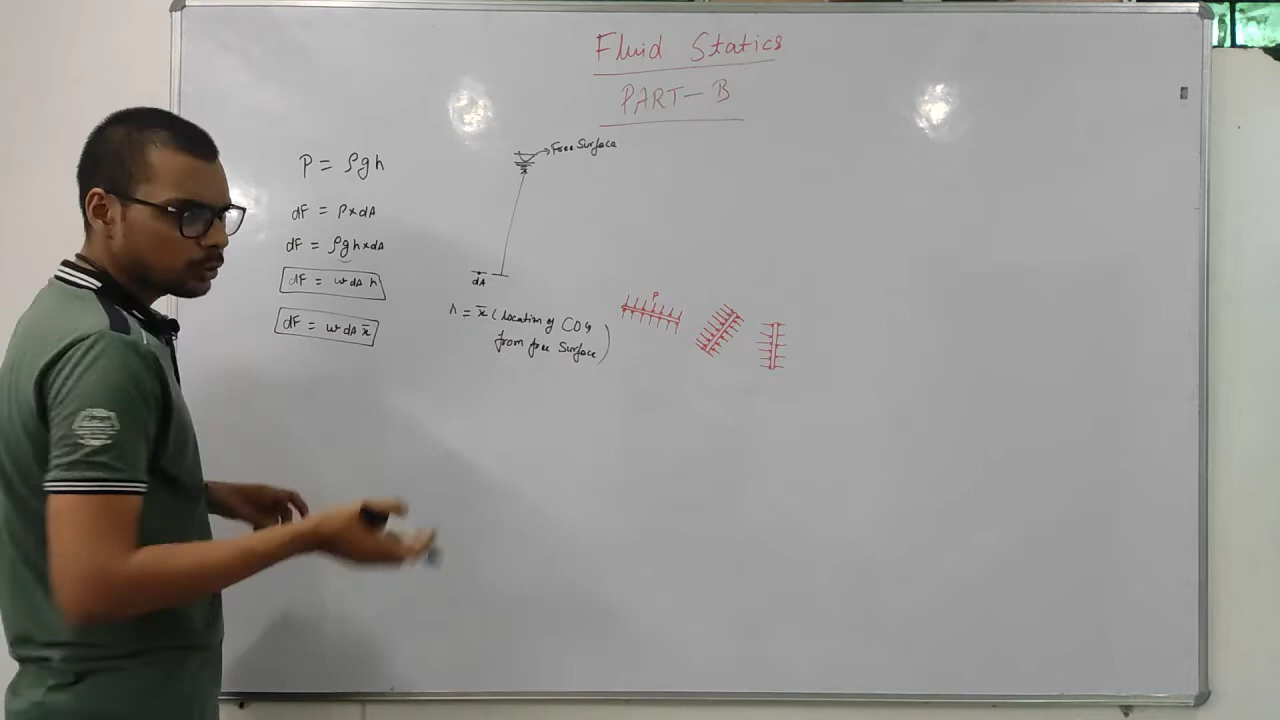 Fluid Statics
PART-B
P = ρgh
dF = P×dA
dF = ρgh×dA
dF = w dA h
dF = w dA x̄
Free Surface
x̄
dA
h = x̄ (location of COG
from free Surface)
P